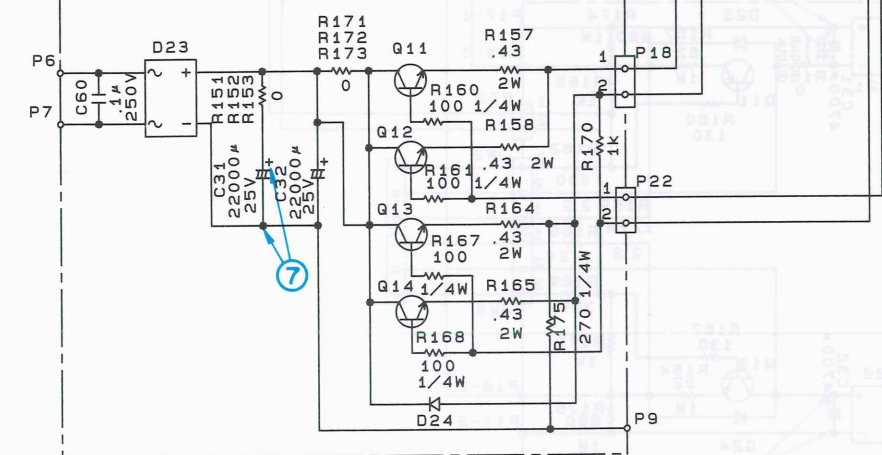 P6
P7
C60
.1µ
250V
D23
~
~
+
−
R151
R152
R153
0
C31
22000µ
25V
+
C32
22000µ
25V
+
7
R171
R172
R173
0
Q11
R157
.43
2W
R160
100 1/4W
Q12
R158
.43 2W
R161
100 1/4W
Q13
R164
.43
2W
R167
100
1/4W
Q14
R165
.43
2W
R168
100
1/4W
D24
R175
270 1/4W
R170
1K
P18
1
2
P22
1
2
P9